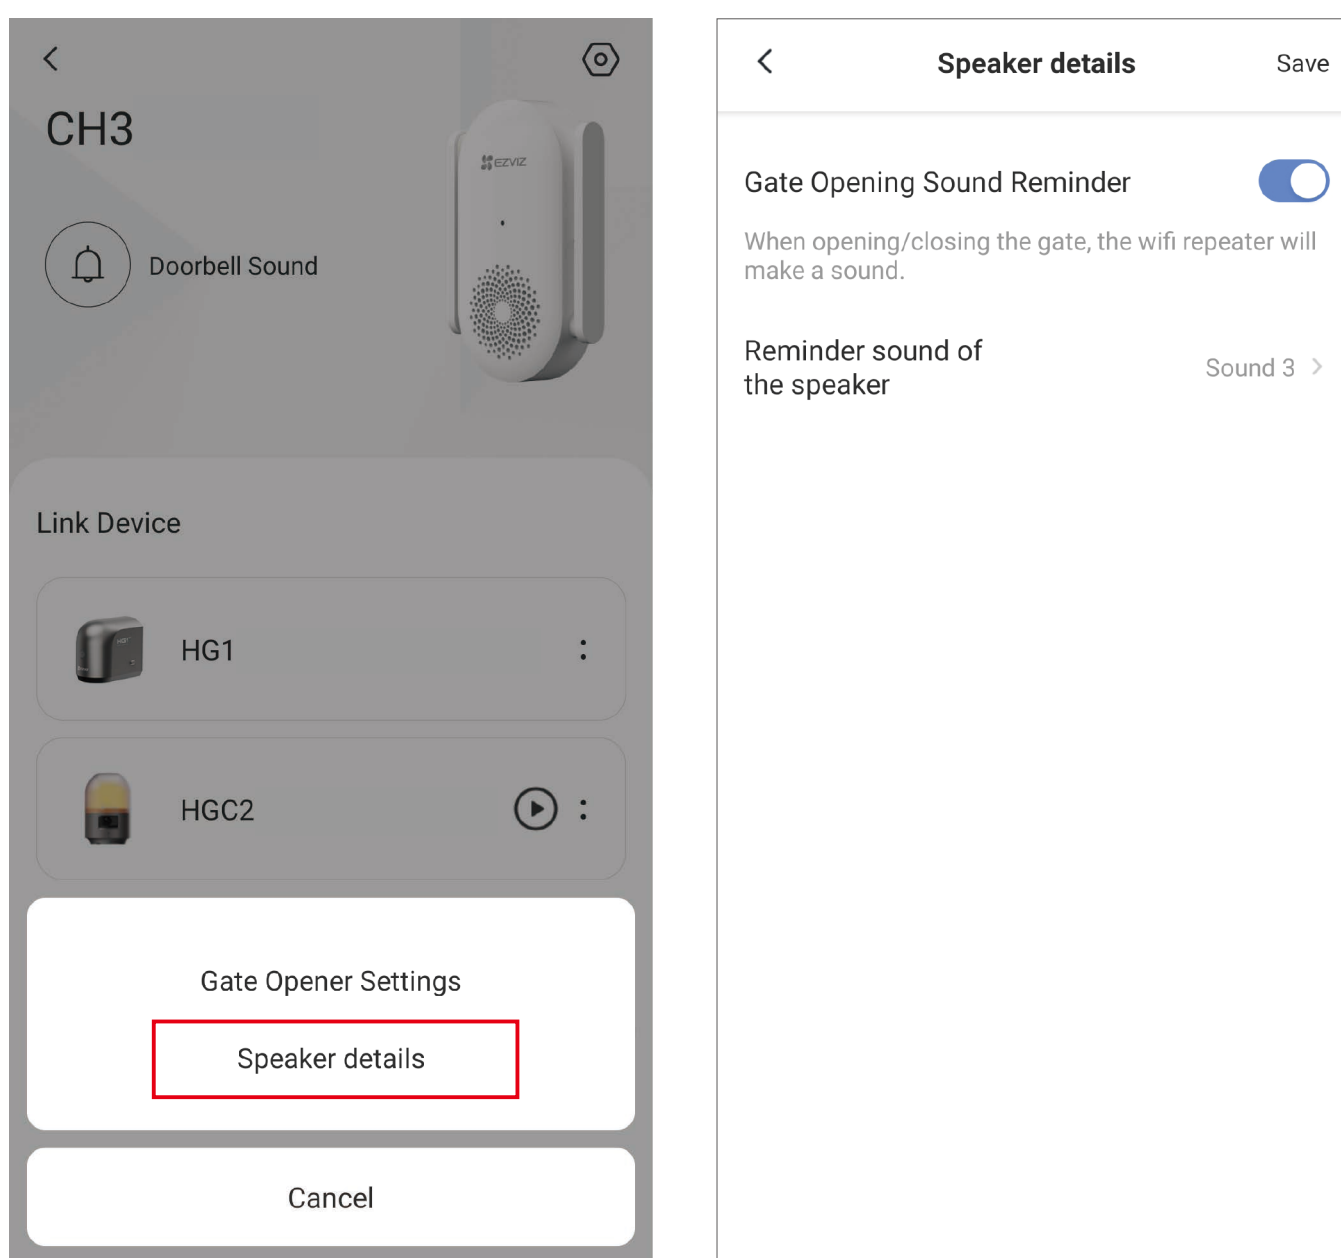 CH3
EZVIZ
Doorbell Sound
Link Device
HG1
HGC2
Gate Opener Settings
Speaker details
Cancel
Speaker details
Save
Gate Opening Sound Reminder
When opening/closing the gate, the wifi repeater will
make a sound.
Reminder sound of
the speaker
Sound 3